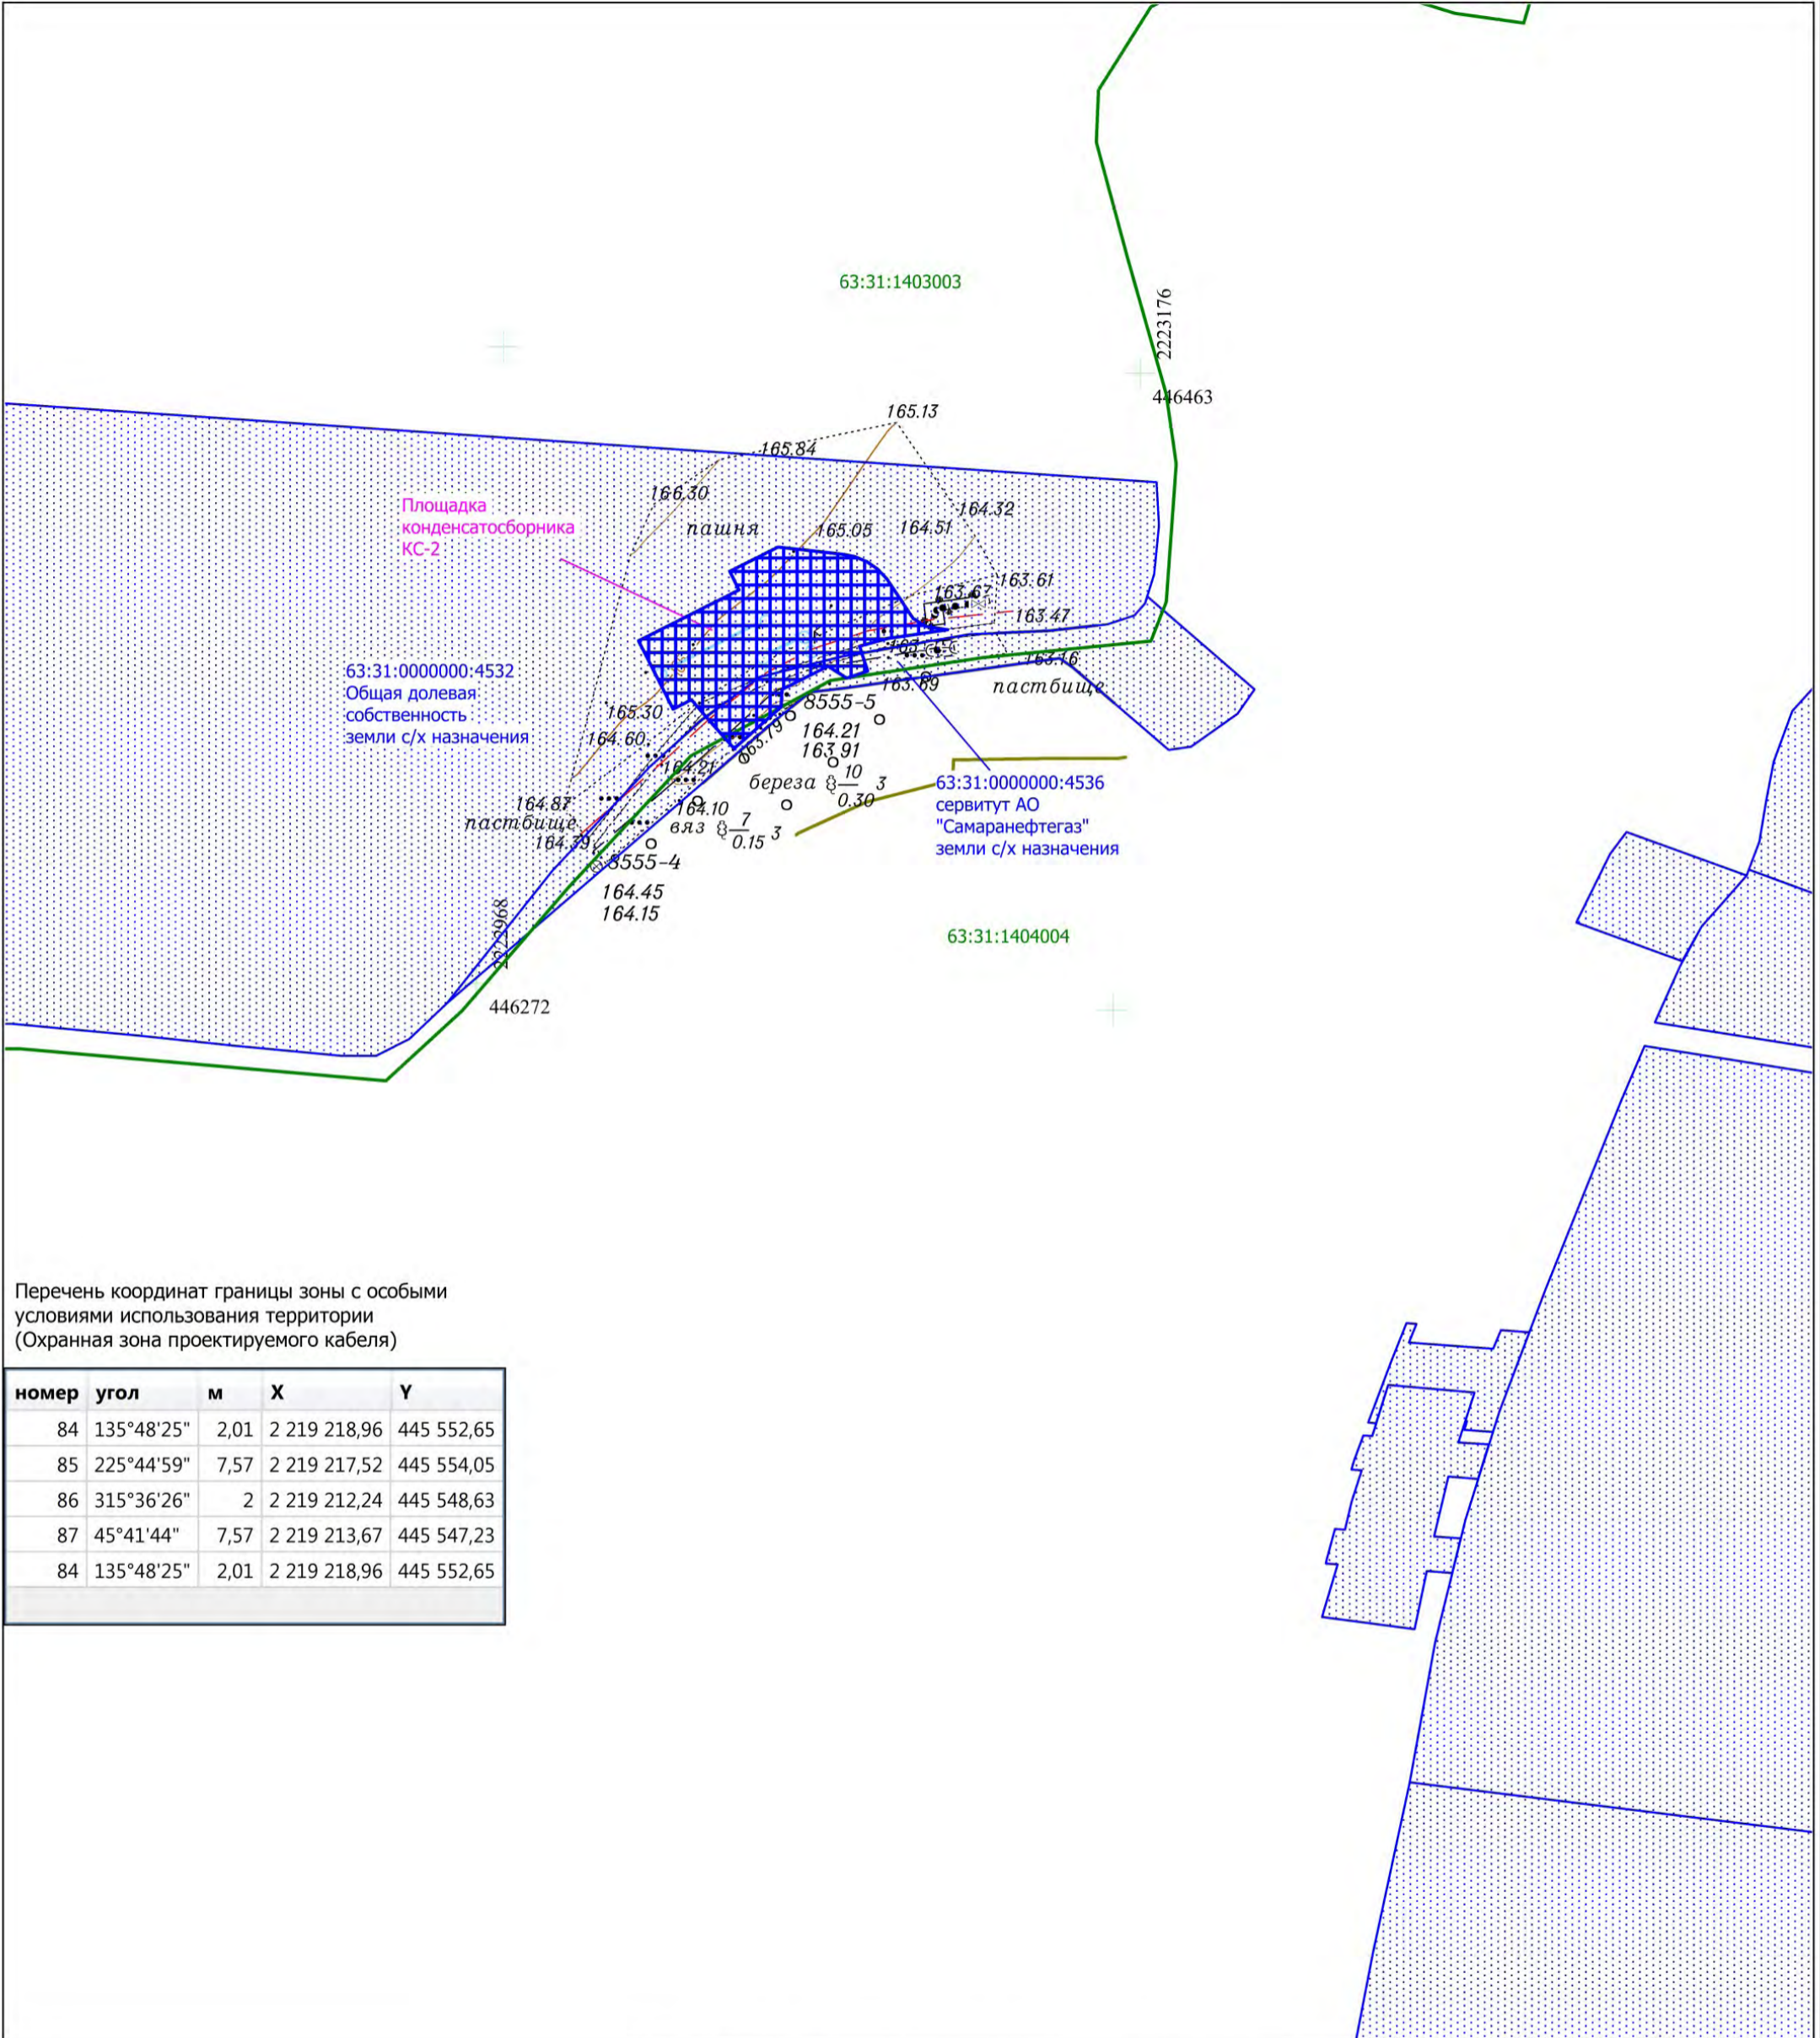 63:31:1403003
2223176
446463
165.13
165.84
166.30
164.32
Площадка
конденсатосборника
КС-2
пашня
165.05
164.51
163.61
163.67
163.47
63:31:0000000:4532
Общая долевая
собственность
земли с/х назначения
163.16
163.89
пастбище
165.30
8555-5
164.60
163.79
164.21
163.91
164.21
береза 10 3
0.30
63:31:0000000:4536
сервитут АО
"Самаранефтегаз"
земли с/х назначения
164.87
164.10
пастбище
вяз 7 3
0.15
164.39
8555-4
164.45
164.15
2222968
63:31:1404004
446272
Перечень координат границы зоны с особыми
условиями использования территории
(Охранная зона проектируемого кабеля)
номер угол м X Y
84 135°48'25" 2,01 2 219 218,96 445 552,65
85 225°44'59" 7,57 2 219 217,52 445 554,05
86 315°36'26" 2 2 219 212,24 445 548,63
87 45°41'44" 7,57 2 219 213,67 445 547,23
84 135°48'25" 2,01 2 219 218,96 445 552,65